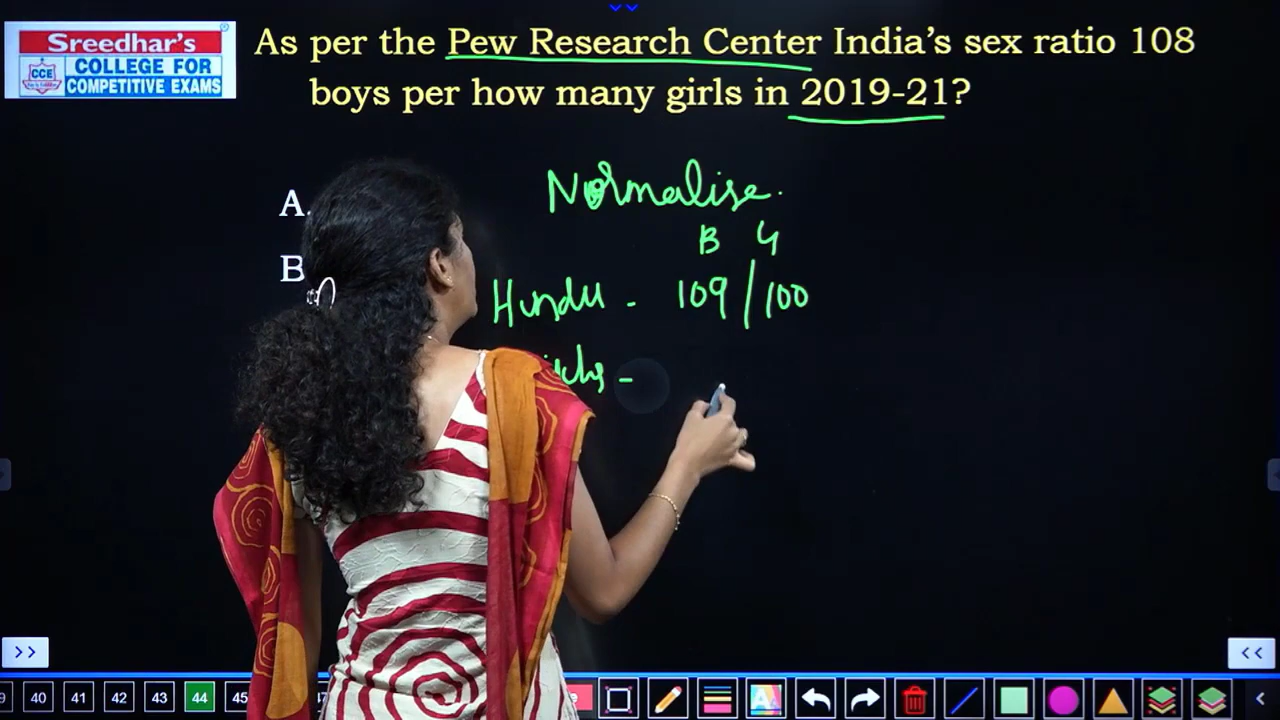 Sreedhar's
CCE
COLLEGE FOR
COMPETITIVE EXAMS
As per the Pew Research Center India's sex ratio 108
boys per how many girls in 2019-21?
A.
B
Normalise.
B G
Hindu - 109/100
-
>>
<<
40 41 42 43 44 45